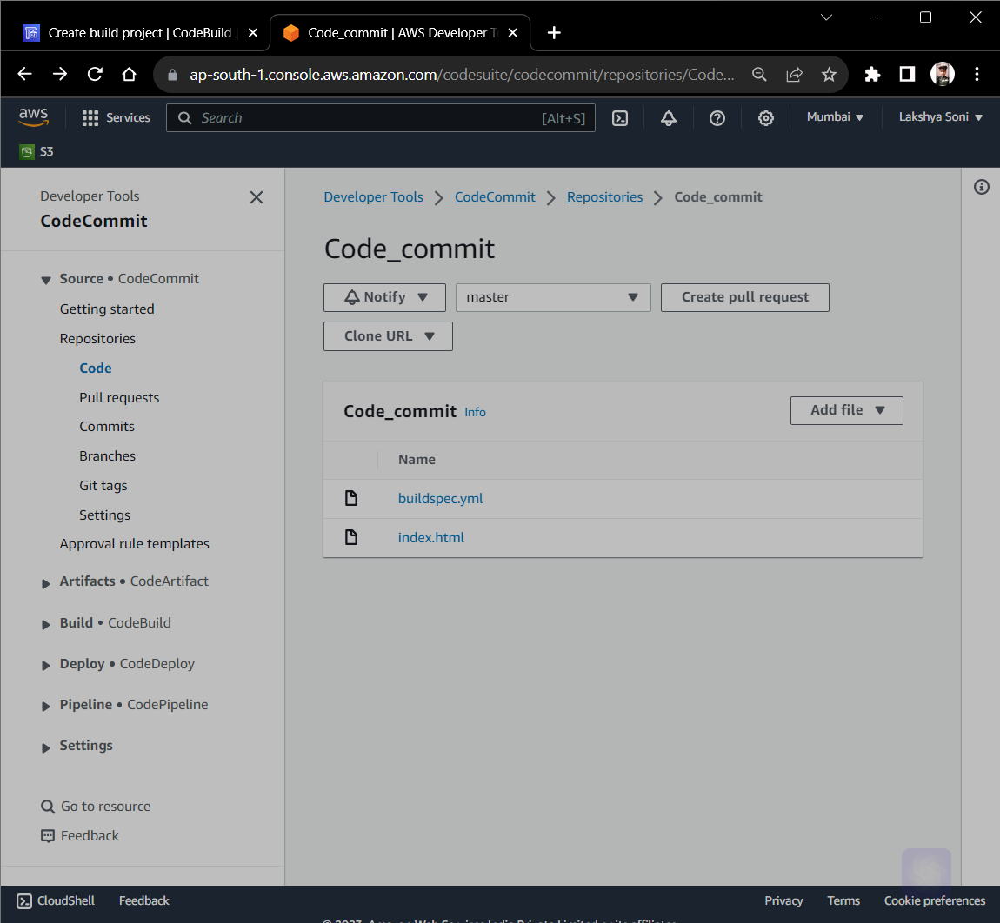 Create build project | CodeBuild |
Code_commit | AWS Developer T
ap-south-1.console.aws.amazon.com/codesuite/codecommit/repositories/Code...
aws
Services
Search
[Alt+S]
Mumbai
Lakshya Soni
S3
Developer Tools
CodeCommit
Source • CodeCommit
Getting started
Repositories
Code
Pull requests
Commits
Branches
Git tags
Settings
Approval rule templates
Artifacts • CodeArtifact
Build • CodeBuild
Deploy • CodeDeploy
Pipeline • CodePipeline
Settings
Go to resource
Feedback
Developer Tools
CodeCommit
Repositories
Code_commit
Code_commit
Notify
master
Create pull request
Clone URL
Code_commit Info
Add file
Name
buildspec.yml
index.html
CloudShell
Feedback
Privacy
Terms
Cookie preferences